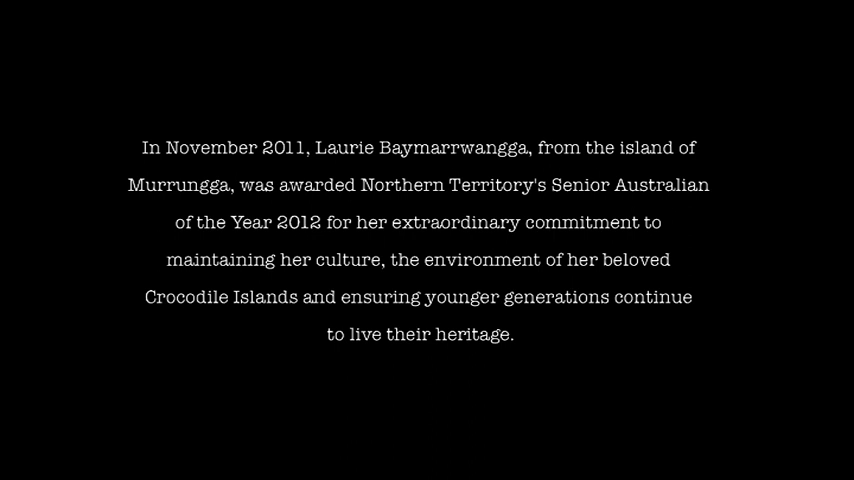 In November 2011, Laurie Baymarrwangga, from the island of
Murrungga, was awarded Northern Territory's Senior Australian
of the Year 2012 for her extraordinary commitment to
maintaining her culture, the environment of her beloved
Crocodile Islands and ensuring younger generations continue
to live their heritage.